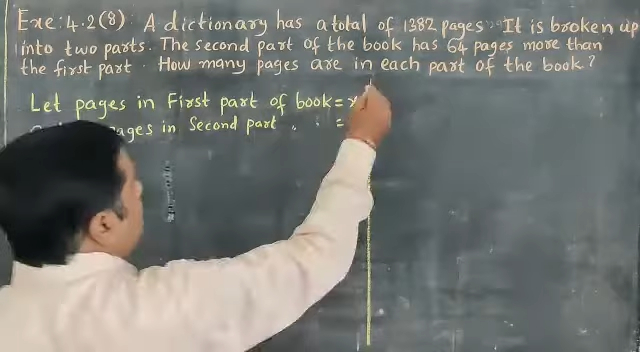 Exe:4.2(8): A dictionary has a total of 1382 pages. It is broken up
into two parts. The second part of the book has 64 pages more than
the first part. How many pages are in each part of the book?
Let pages in First part of book = x
pages in Second part " " =